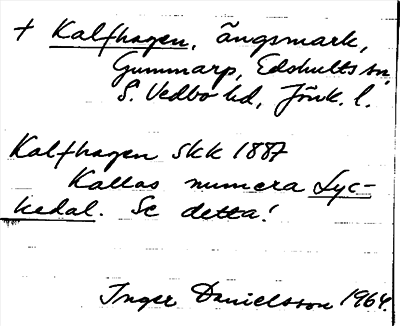 + Kalfhagen, ängsmark,
Gummarp, Edshults sn,
S. Vedbo hd, Jönk. l.
Kalfhagen skk 1887
Kallas numera Lyc-
kedal. Se detta!
Inger Danielsson 1964.